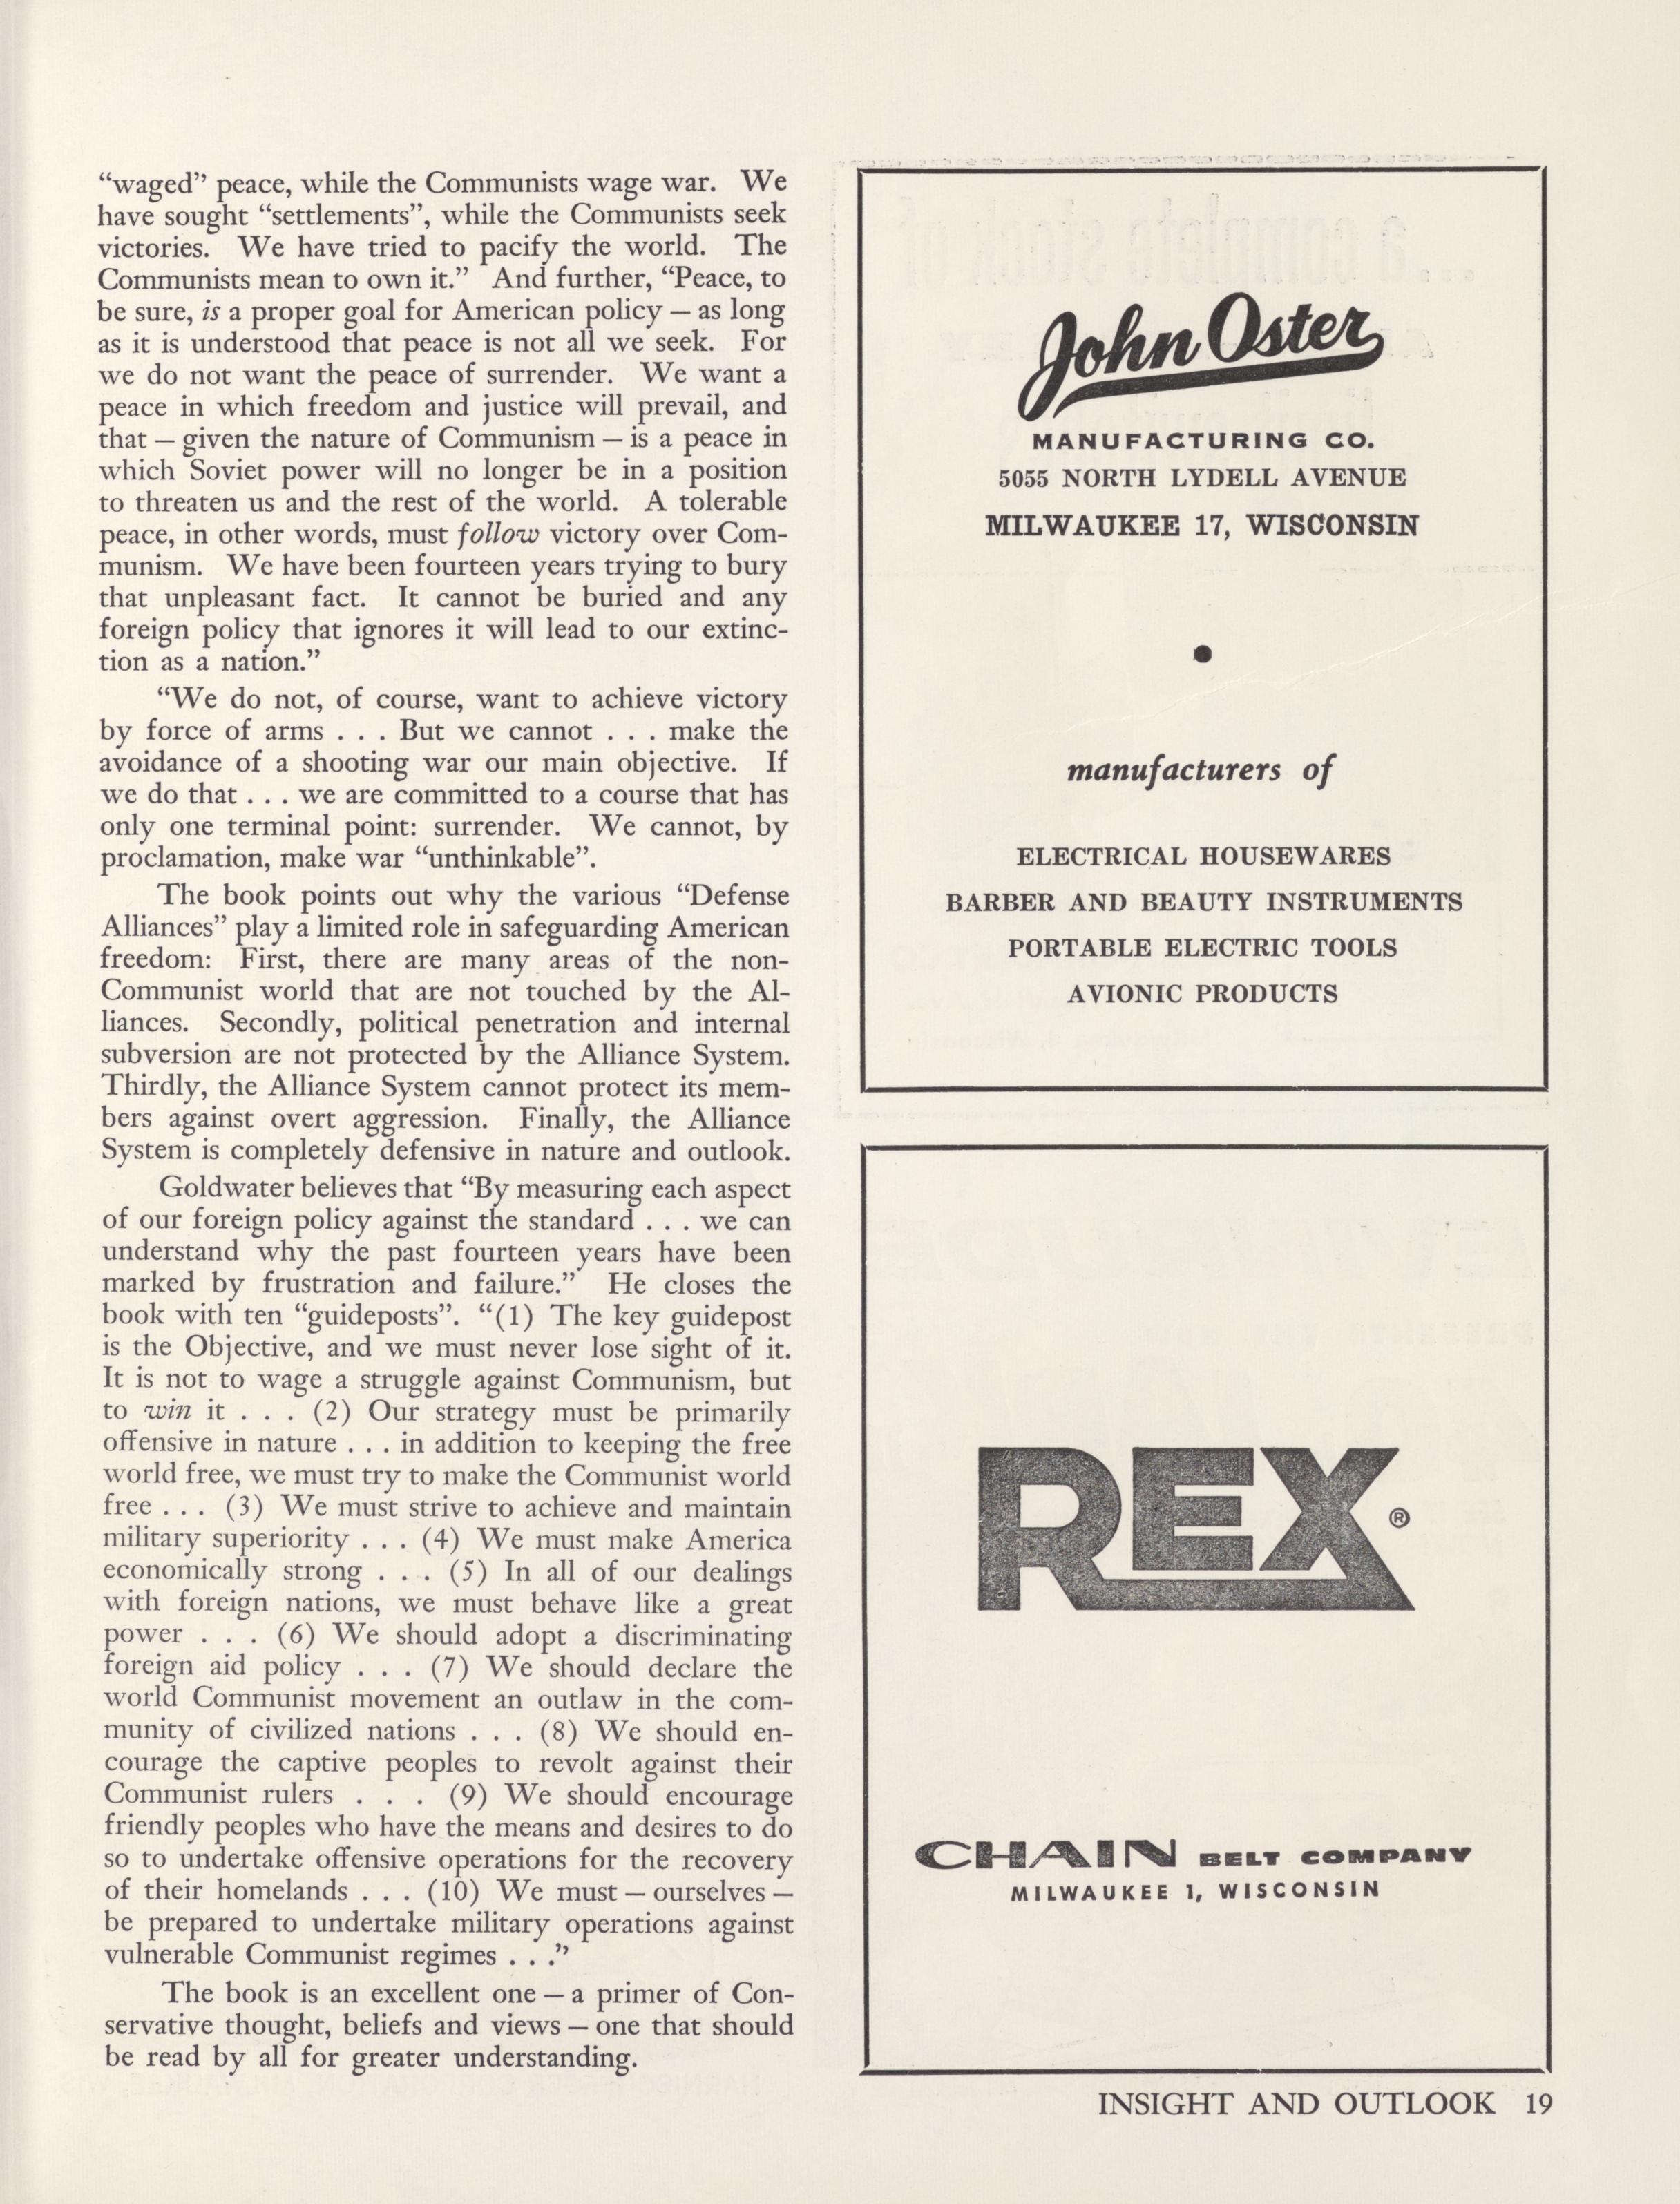 “waged” peace, while the Communists wage war. We
have sought “settlements”, while the Communists seek
victories. We have tried to pacify the world. The
Communists mean to own it.” And further, “Peace, to
be sure, is a proper goal for American policy — as long
as it is understood that peace is not all we seek. For
we do not want the peace of surrender. We want a
peace in which freedom and justice will prevail, and
that — given the nature of Communism — is a peace in
which Soviet power will no longer be in a position
to threaten us and the rest of the world. A tolerable
peace, in other words, must follow victory over Com-
munism. We have been fourteen years trying to bury
that unpleasant fact. It cannot be buried and any
foreign policy that ignores it will lead to our extinc-
tion as a nation.”
“We do not, of course, want to achieve victory
by force of arms . . . But we cannot . . . make the
avoidance of a shooting war our main objective. If
we do that . . . we are committed to a course that has
only one terminal point: surrender. We cannot, by
proclamation, make war “unthinkable”.
The book points out why the various “Defense
Alliances” play a limited role in safeguarding American
freedom: First, there are many areas of the non-
Communist world that are not touched by the Al-
liances. Secondly, political penetration and internal
subversion are not protected by the Alliance System.
Thirdly, the Alliance System cannot protect its mem-
bers against overt aggression. Finally, the Alliance
System is completely defensive in nature and outlook.
Goldwater believes that “By measuring each aspect
of our foreign policy against the standard . . . we can
understand why the past fourteen years have been
marked by frustration and failure.” He closes the
book with ten “guideposts”. “(1) The key guidepost
is the Objective, and we must never lose sight of it.
It is not to wage a struggle against Communism, but
to win it . . . (2) Our strategy must be primarily
offensive in nature . . . in addition to keeping the free
world free, we must try to make the Communist world
free . . . (3) We must strive to achieve and maintain
military superiority . . . (4) We must make America
economically strong . . . (5) In all of our dealings
with foreign nations, we must behave like a great
power . . . (6) We should adopt a discriminating
foreign aid policy . . . (7) We should declare the
world Communist movement an outlaw in the com-
munity of civilized nations . . . (8) We should en-
courage the captive peoples to revolt against their
Communist rulers . . . (9) We should encourage
friendly peoples who have the means and desires to do
so to undertake offensive operations for the recovery
of their homelands . . . (10) We must — ourselves —
be prepared to undertake military operations against
vulnerable Communist regimes . . .”
The book is an excellent one — a primer of Con-
servative thought, beliefs and views — one that should
be read by all for greater understanding.
John Oster
MANUFACTURING CO.
5055 NORTH LYDELL AVENUE
MILWAUKEE 17, WISCONSIN
•
manufacturers of
ELECTRICAL HOUSEWARES
BARBER AND BEAUTY INSTRUMENTS
PORTABLE ELECTRIC TOOLS
AVIONIC PRODUCTS
REX®
CHAIN BELT COMPANY
MILWAUKEE 1, WISCONSIN
INSIGHT AND OUTLOOK 19